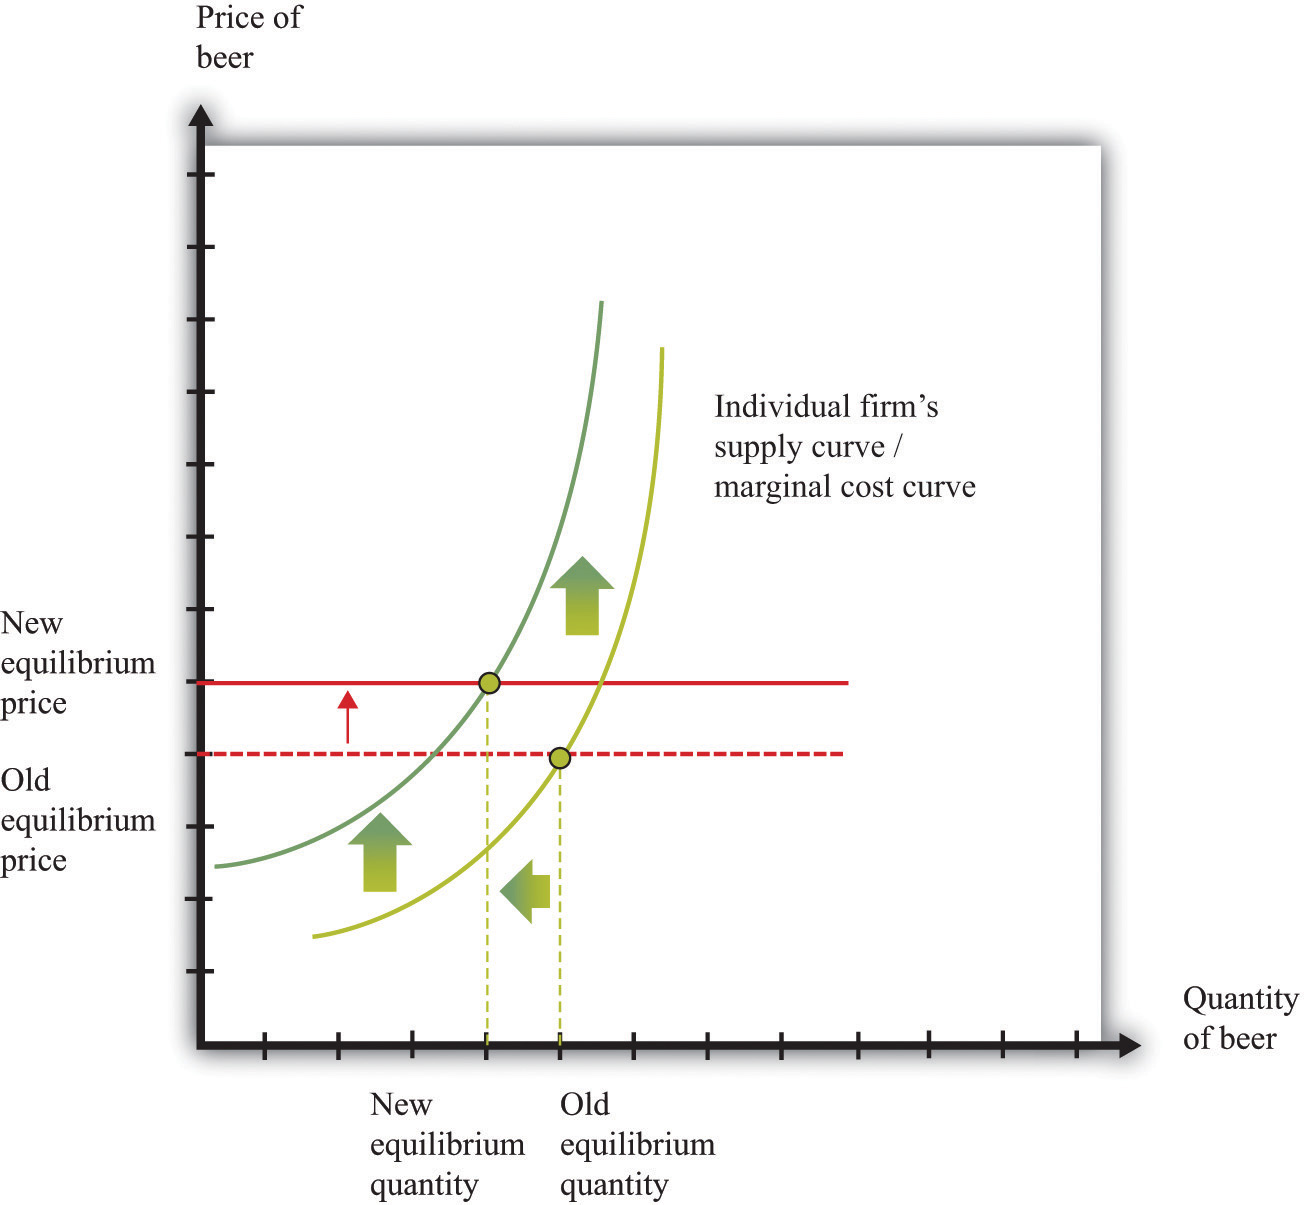 Price of
beer
Individual firm’s
supply curve /
marginal cost curve
New
equilibrium
price
Old
equilibrium
price
Quantity
of beer
New
equilibrium
quantity
Old
equilibrium
quantity